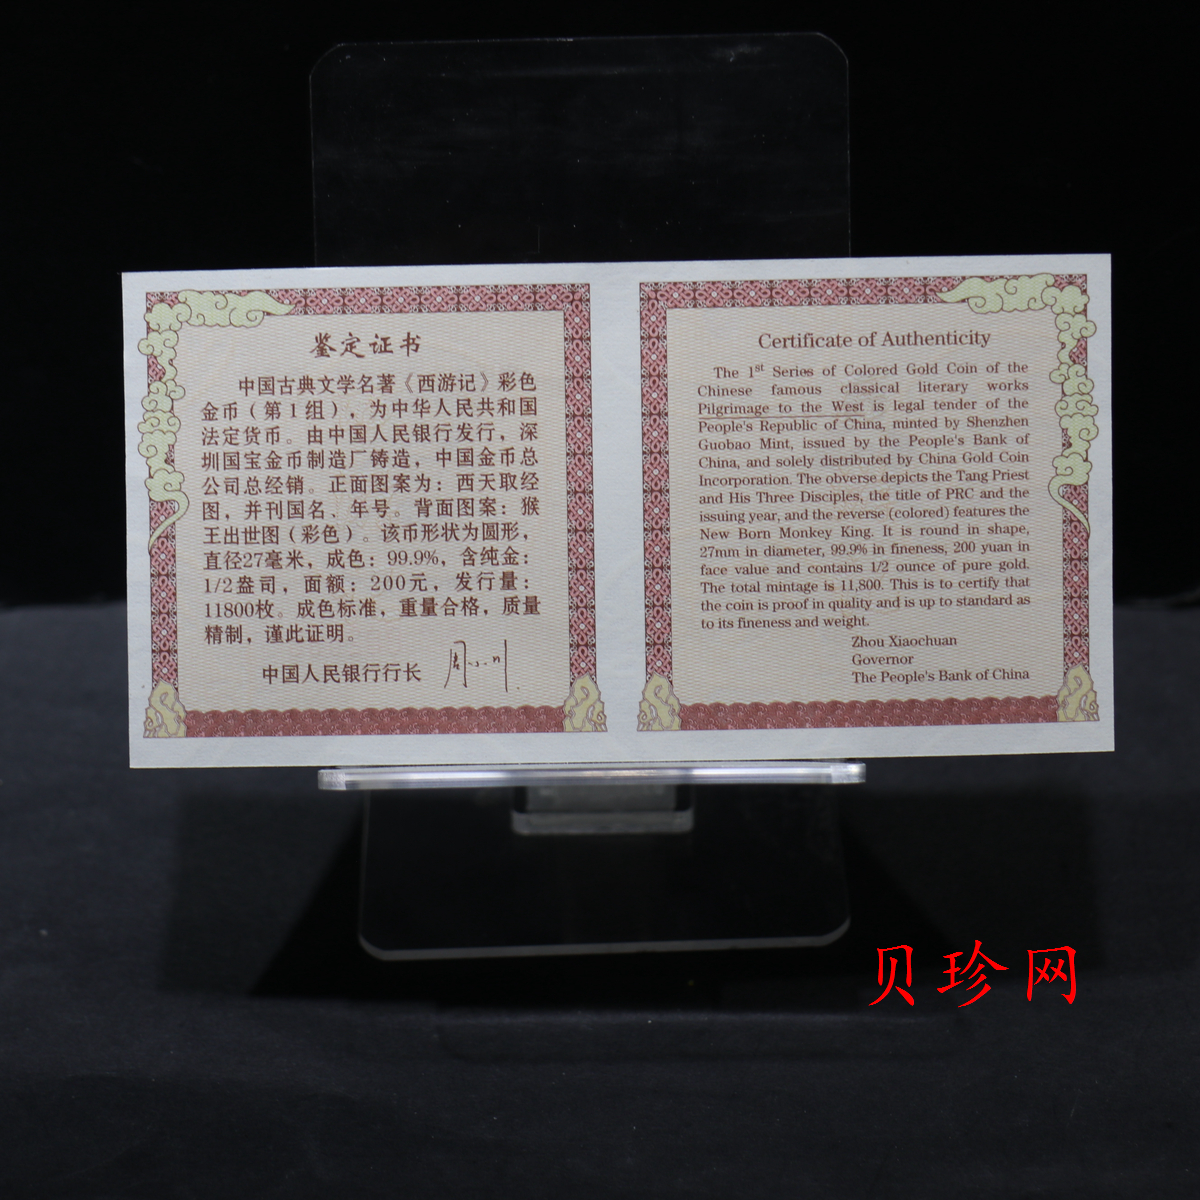 鉴定证书
中国古典文学名著《西游记》彩色
金币（第1组），为中华人民共和国
法定货币。由中国人民银行发行，深
圳国宝金币制造厂铸造，中国金币总
公司总经销。正面图案为：西天取经
图，并刊国名、年号。背面图案：猴
王出世图（彩色）。该币形状为圆形，
直径27毫米，成色：99.9%，含纯金：
1/2盎司，面额：200元，发行量：
11800枚。成色标准，重量合格，质量
精制，谨此证明。
中国人民银行行长 周小川
Certificate of Authenticity
The 1st Series of Colored Gold Coin of the
Chinese famous classical literary works
Pilgrimage to the West is legal tender of the
People's Republic of China, minted by Shenzhen
Guobao Mint, issued by the People's Bank of
China, and solely distributed by China Gold Coin
Incorporation. The obverse depicts the Tang Priest
and His Three Disciples, the title of PRC and the
issuing year, and the reverse (colored) features the
New Born Monkey King. It is round in shape,
27mm in diameter, 99.9% in fineness, 200 yuan in
face value and contains 1/2 ounce of pure gold.
The total mintage is 11,800. This is to certify that
the coin is proof in quality and is up to standard as
to its fineness and weight.
Zhou Xiaochuan
Governor
The People's Bank of China
贝珍网